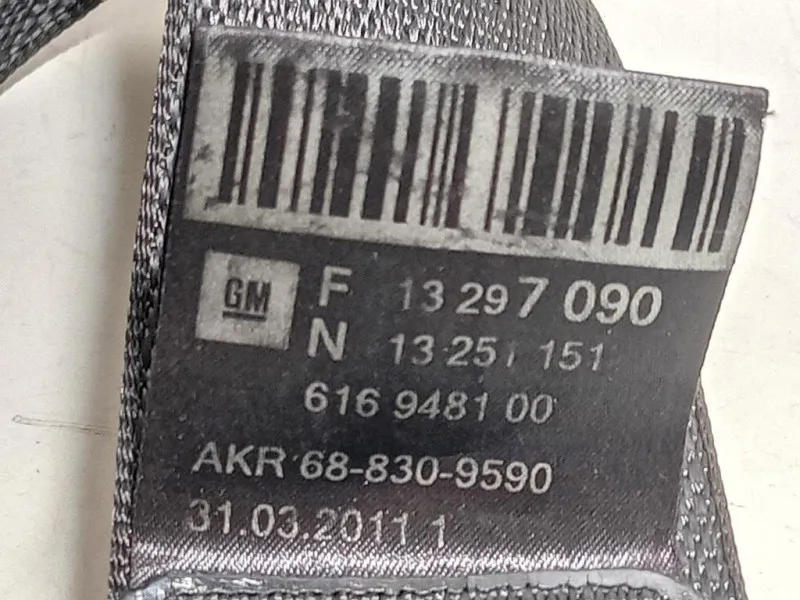 GM F 13 297 090
N 13 251 151
616 9481 00
AKR 68-830-9590
31.03.2011 1